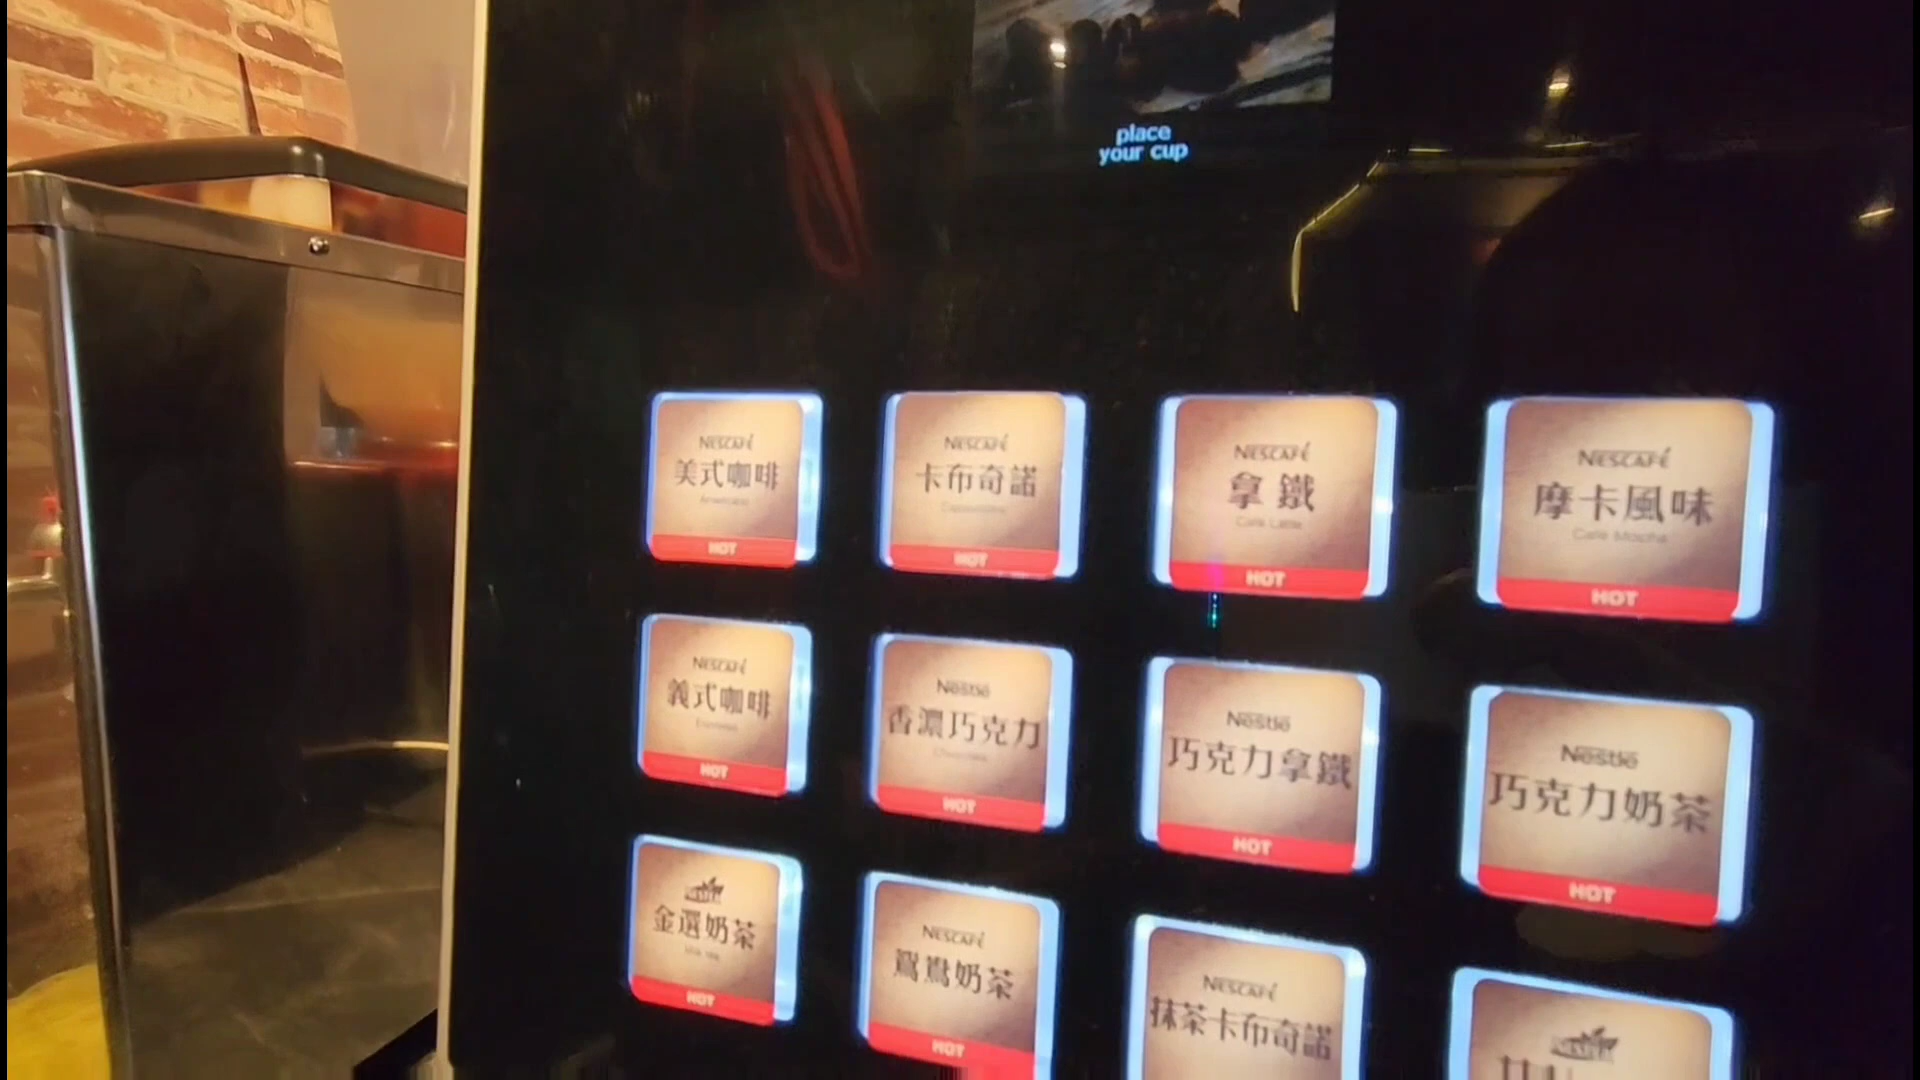 place
your cup
NESCAFÉ
美式咖啡
Americano
HOT
NESCAFÉ
卡布奇諾
Cappuccino
HOT
NESCAFÉ
拿鐵
Café Latte
HOT
NESCAFÉ
摩卡風味
Café Mocha
HOT
NESCAFÉ
義式咖啡
Espresso
HOT
Nestlé
香濃巧克力
Chocolate
HOT
Nestlé
巧克力拿鐵
HOT
Nestlé
巧克力奶茶
HOT
金選奶茶
Milk Tea
HOT
NESCAFÉ
鴛鴦奶茶
HOT
NESCAFÉ
抹茶卡布奇諾